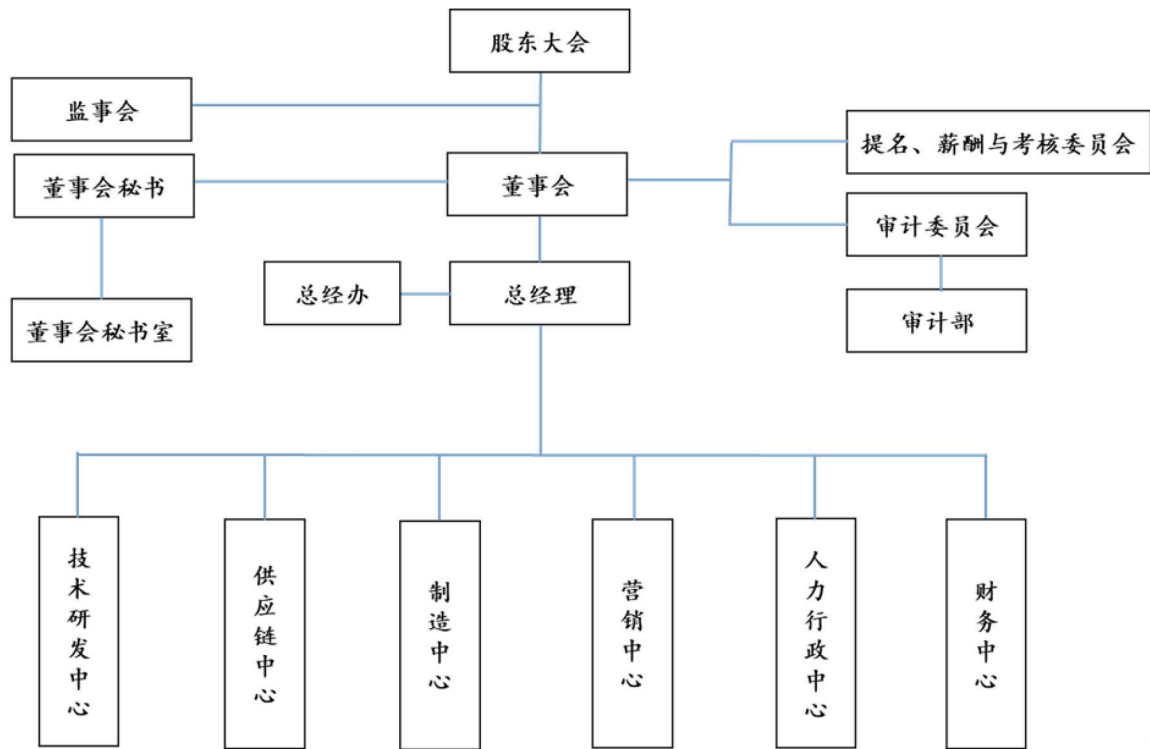 股东大会
监事会
提名、薪酬与考核委员会
董事会秘书
董事会
审计委员会
总经办
总经理
董事会秘书室
审计部
技术研发中心
供应链中心
制造中心
营销中心
人力行政中心
财务中心